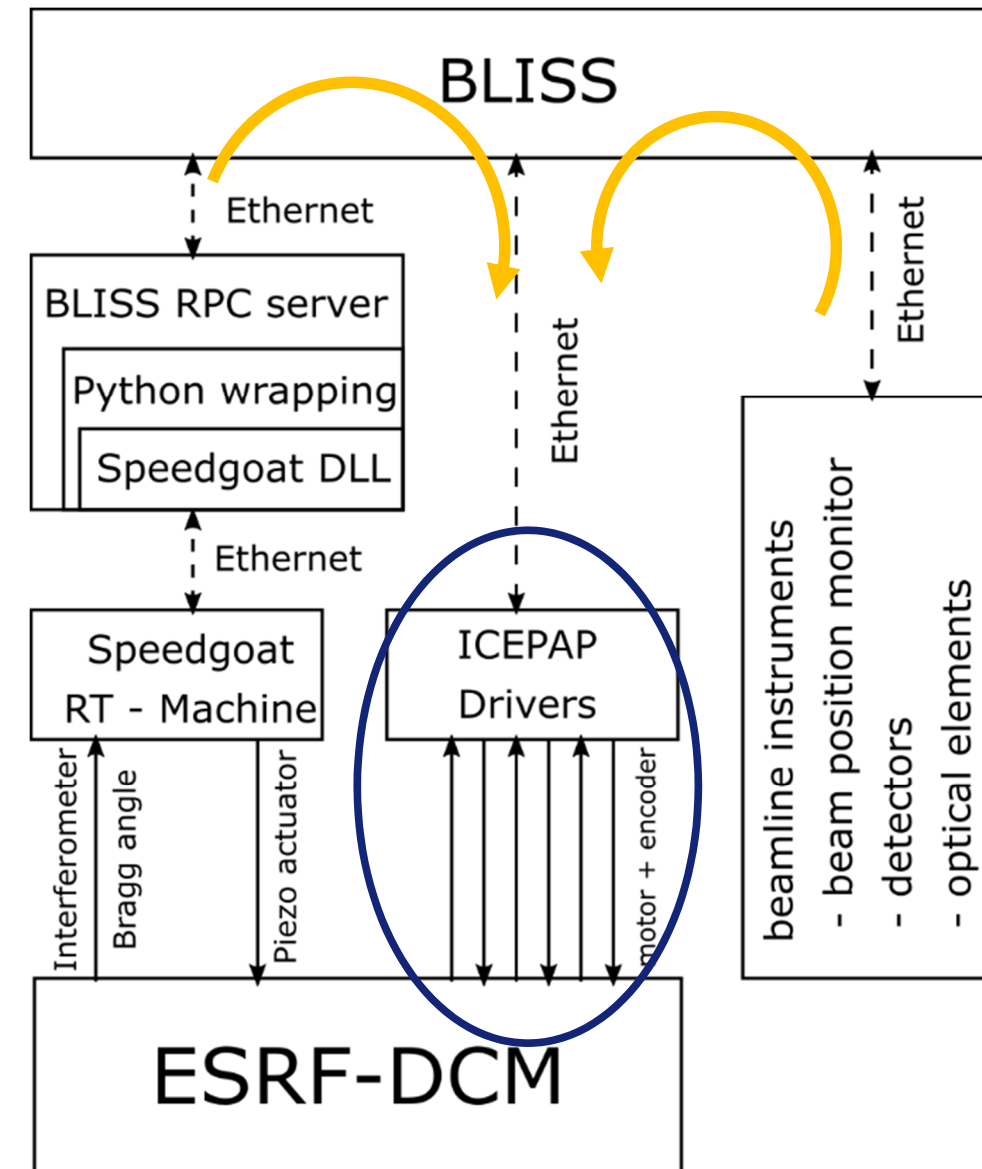 BLISS
Ethernet
BLISS RPC server
Python wrapping
Speedgoat DLL
Ethernet
Speedgoat
RT - Machine
Interferometer
Bragg angle
Piezo actuator
Ethernet
ICEPAP
Drivers
motor + encoder
Ethernet
beamline instruments
- beam position monitor
- detectors
- optical elements
ESRF-DCM